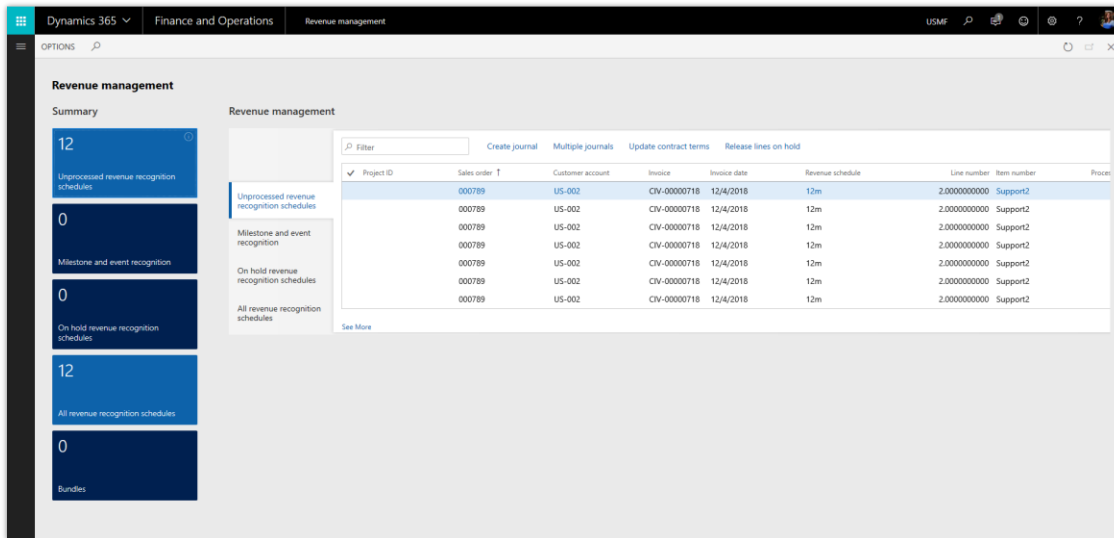 Dynamics 365 Finance and Operations Revenue management USMF ?
OPTIONS
Revenue management
Summary
12
Unprocessed revenue recognition
schedules
0
Milestone and event recognition
0
On hold revenue recognition
schedules
12
All revenue recognition schedules
0
Bundles
Revenue management
Unprocessed revenue
recognition schedules
Milestone and event
recognition
On hold revenue
recognition schedules
All revenue recognition
schedules
Filter Create journal Multiple journals Update contract terms Release lines on hold
Project ID Sales order Customer account Invoice Invoice date Revenue schedule Line number Item number
000789 US-002 CIV-00000718 12/4/2018 12m 2.0000000000 Support2
000789 US-002 CIV-00000718 12/4/2018 12m 2.0000000000 Support2
000789 US-002 CIV-00000718 12/4/2018 12m 2.0000000000 Support2
000789 US-002 CIV-00000718 12/4/2018 12m 2.0000000000 Support2
000789 US-002 CIV-00000718 12/4/2018 12m 2.0000000000 Support2
000789 US-002 CIV-00000718 12/4/2018 12m 2.0000000000 Support2
000789 US-002 CIV-00000718 12/4/2018 12m 2.0000000000 Support2
See More